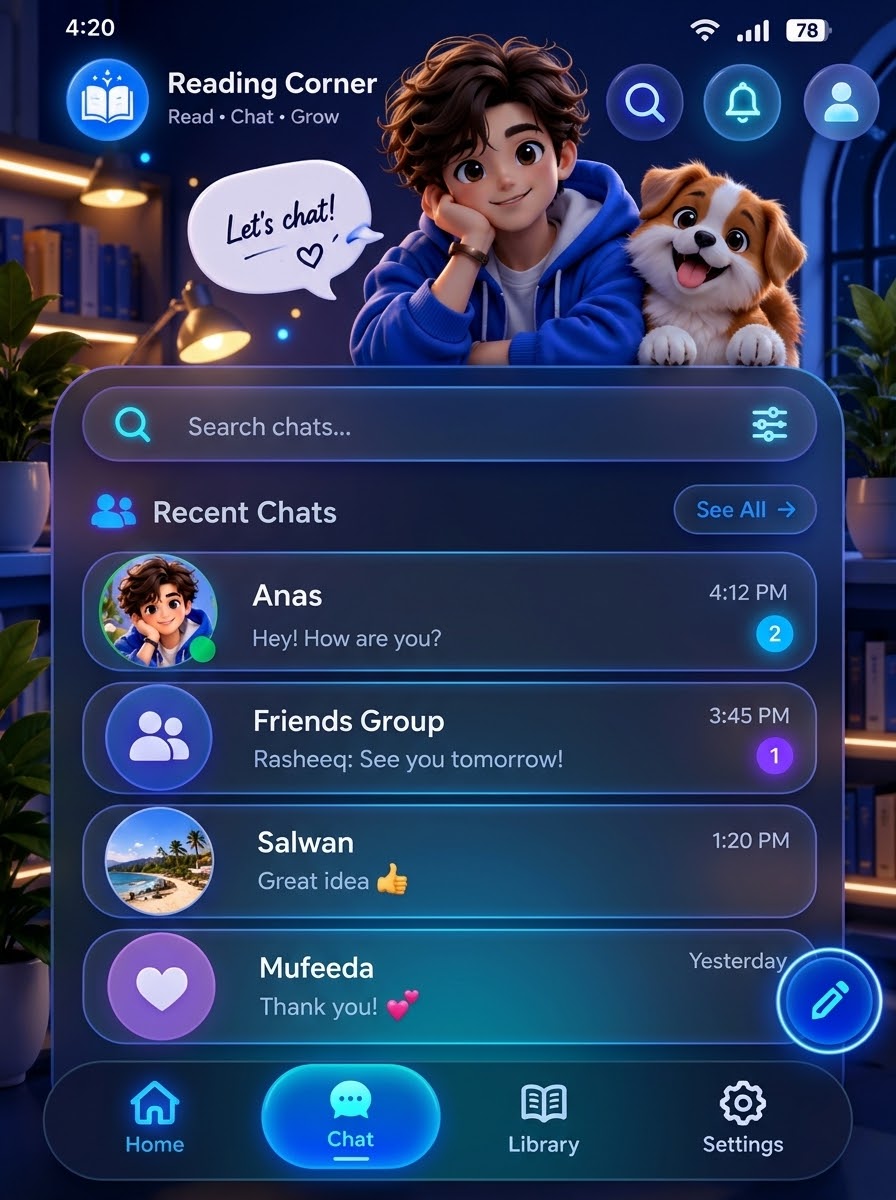 4:20
78
Reading Corner
Read • Chat • Grow
Let's chat!
Search chats...
Recent Chats
See All →
Anas
4:12 PM
Hey! How are you?
2
Friends Group
3:45 PM
Rasheeq: See you tomorrow!
1
Salwan
1:20 PM
Great idea 👍
Mufeeda
Yesterday
Thank you! 💕
Home
Chat
Library
Settings